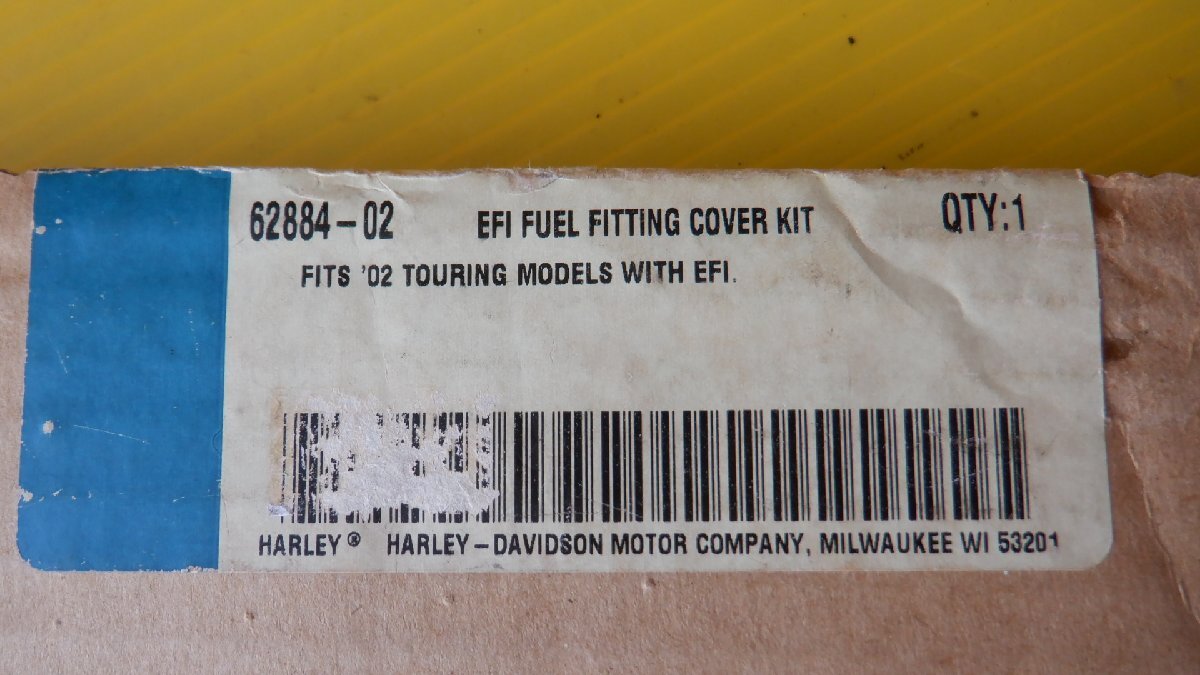 62884-02 EFI FUEL FITTING COVER KIT QTY:1
FITS '02 TOURING MODELS WITH EFI.
HARLEY® HARLEY-DAVIDSON MOTOR COMPANY, MILWAUKEE WI 53201